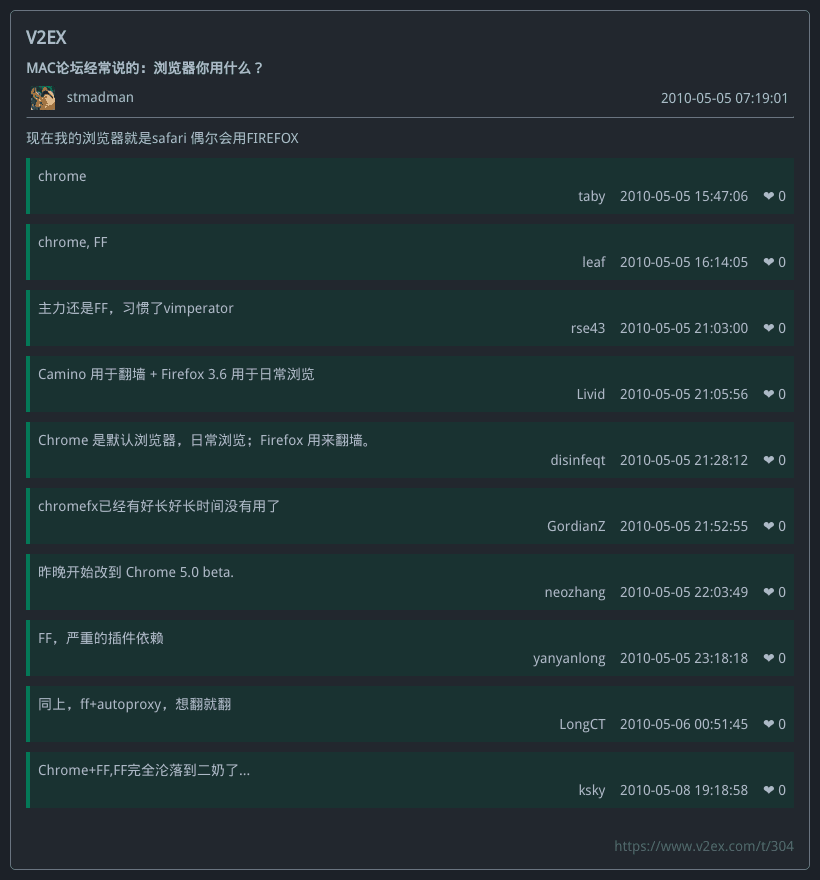 V2EX
MAC论坛经常说的：浏览器你用什么？
stmadman 2010-05-05 07:19:01
现在我的浏览器就是safari 偶尔会用FIREFOX
chrome
taby 2010-05-05 15:47:06 ❤ 0
chrome, FF
leaf 2010-05-05 16:14:05 ❤ 0
主力还是FF，习惯了vimperator
rse43 2010-05-05 21:03:00 ❤ 0
Camino 用于翻墙 + Firefox 3.6 用于日常浏览
Livid 2010-05-05 21:05:56 ❤ 0
Chrome 是默认浏览器，日常浏览；Firefox 用来翻墙。
disinfeqt 2010-05-05 21:28:12 ❤ 0
chromefx已经有好长好长时间没有用了
GordianZ 2010-05-05 21:52:55 ❤ 0
昨晚开始改到 Chrome 5.0 beta.
neozhang 2010-05-05 22:03:49 ❤ 0
FF，严重的插件依赖
yanyanlong 2010-05-05 23:18:18 ❤ 0
同上，ff+autoproxy，想翻就翻
LongCT 2010-05-06 00:51:45 ❤ 0
Chrome+FF,FF完全沦落到二奶了...
ksky 2010-05-08 19:18:58 ❤ 0
https://www.v2ex.com/t/304